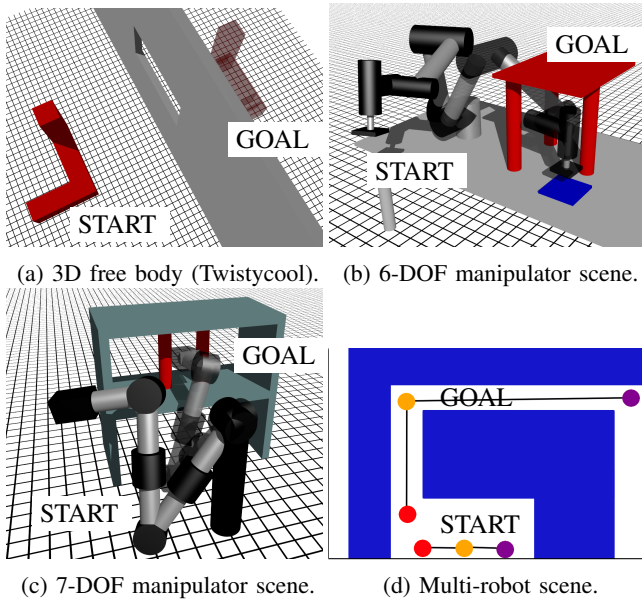 GOAL
START
(a) 3D free body (Twistycool).
GOAL
START
(b) 6-DOF manipulator scene.
GOAL
START
(c) 7-DOF manipulator scene.
GOAL
START
(d) Multi-robot scene.